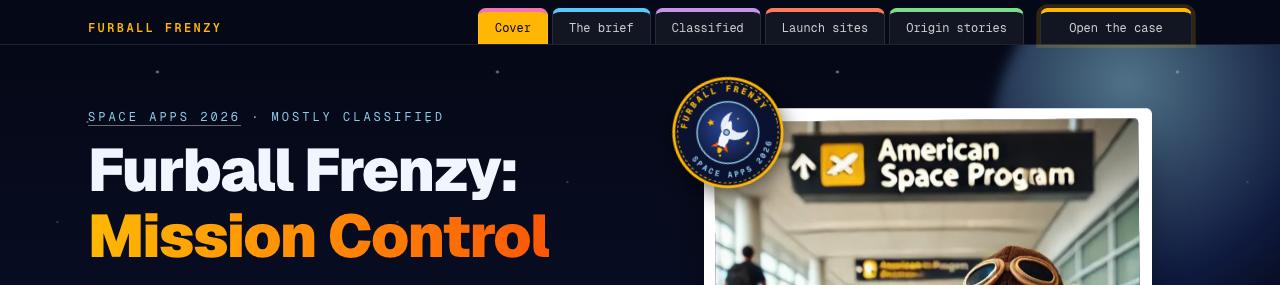 FURBALL FRENZY
Cover
The brief
Classified
Launch sites
Origin stories
Open the case
SPACE APPS 2026 · MOSTLY CLASSIFIED
Furball Frenzy:
Mission Control
FURBALL FRENZY
SPACE APPS 2026
American
Space Program